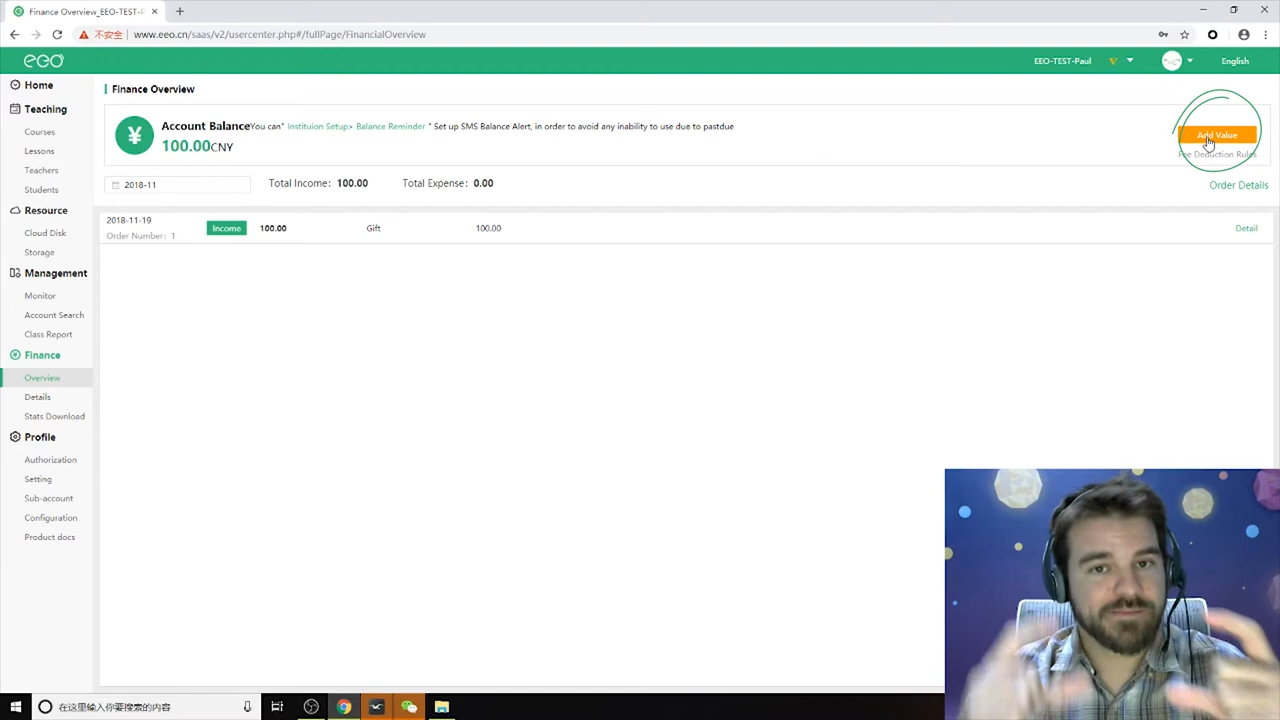 Finance Overview_EEO-TEST-P
不安全
www.eeo.cn/saas/v2/usercenter.php#/fullPage/FinancialOverview
eeo
EEO-TEST-Paul
V
English
Home
Teaching
Courses
Lessons
Teachers
Students
Resource
Cloud Disk
Storage
Management
Monitor
Account Search
Class Report
Finance
Overview
Details
Stats Download
Profile
Authorization
Setting
Sub-account
Configuration
Product docs
Finance Overview
¥
Account Balance You can" Instituion Setup> Balance Reminder " Set up SMS Balance Alert, in order to avoid any inability to use due to pastdue
100.00CNY
Add Value
Fee Deduction Rules
2018-11
Total Income: 100.00
Total Expense: 0.00
Order Details
2018-11-19
Order Number: 1
Income
100.00
Gift
100.00
Detail
在这里输入你要搜索的内容